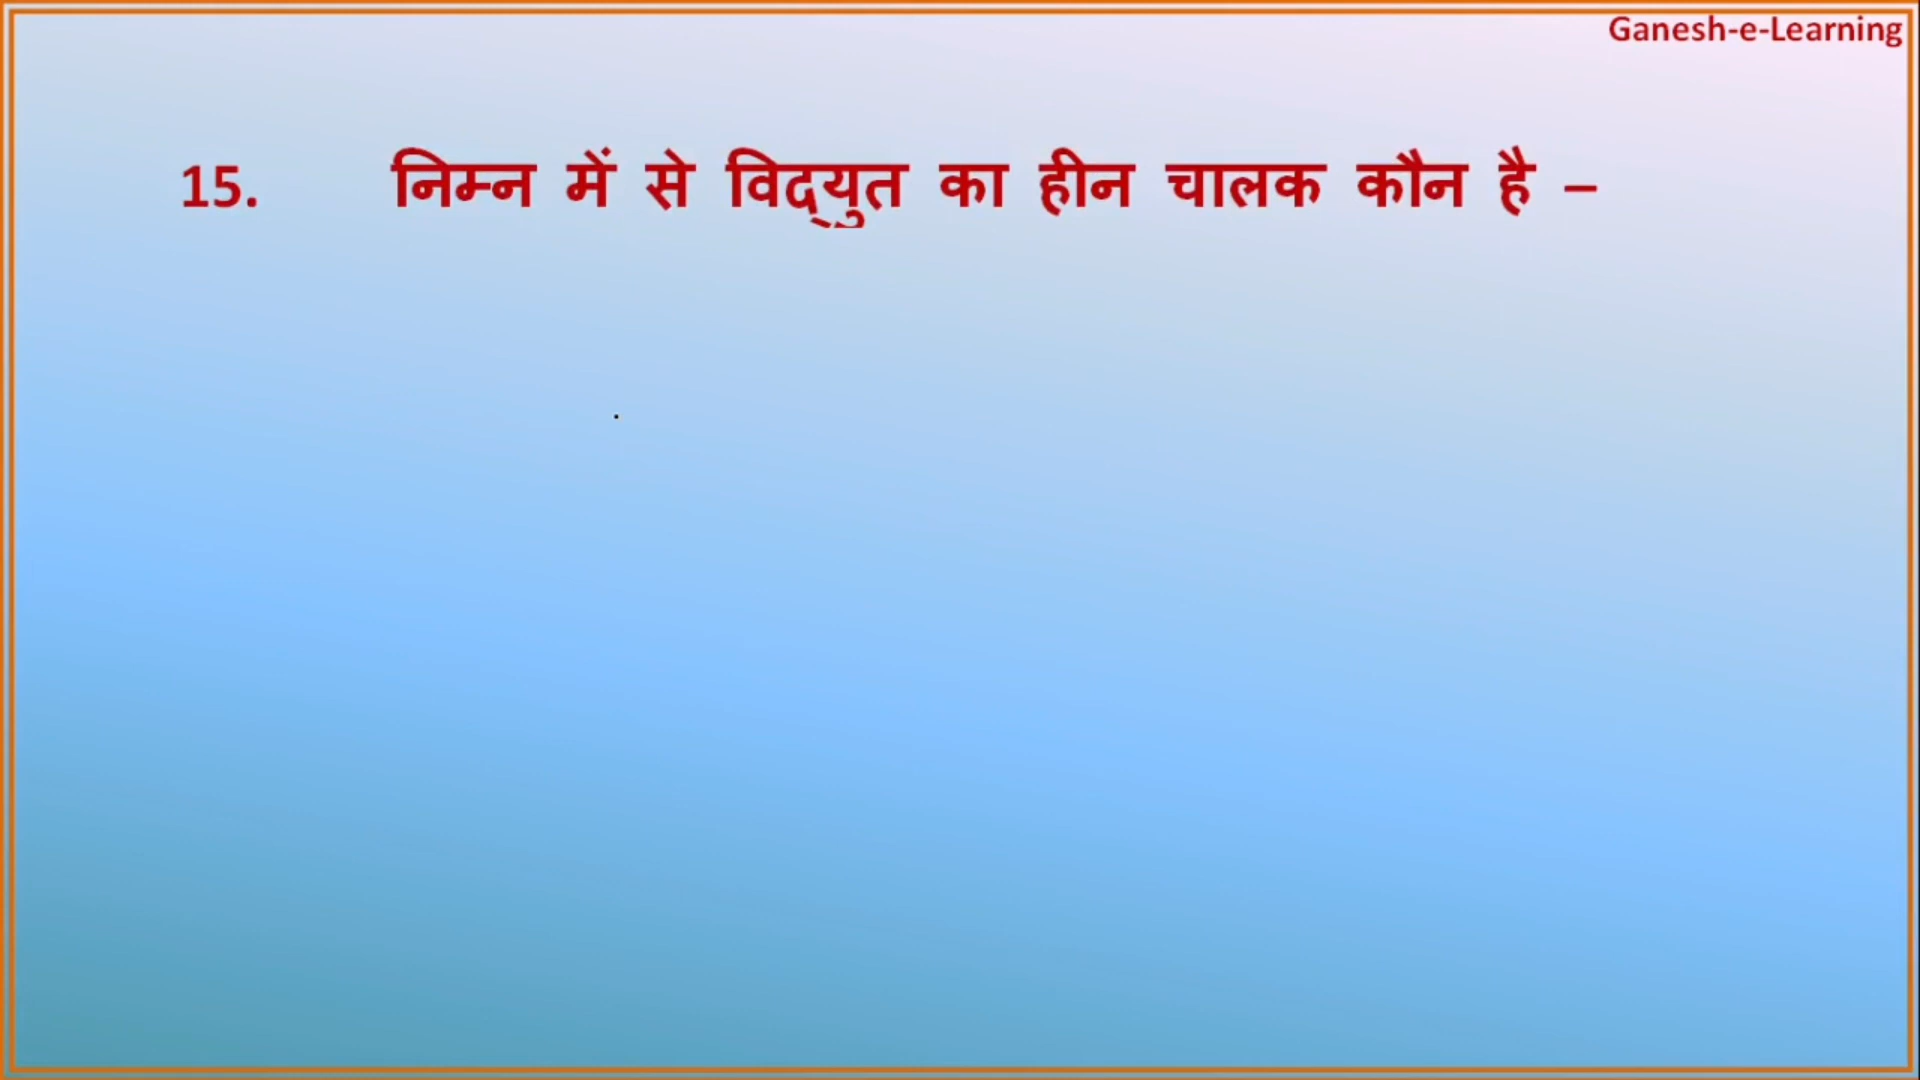 Ganesh-e-Learning
15. निम्न में से विद्‌युत का हीन चालक कौन है –